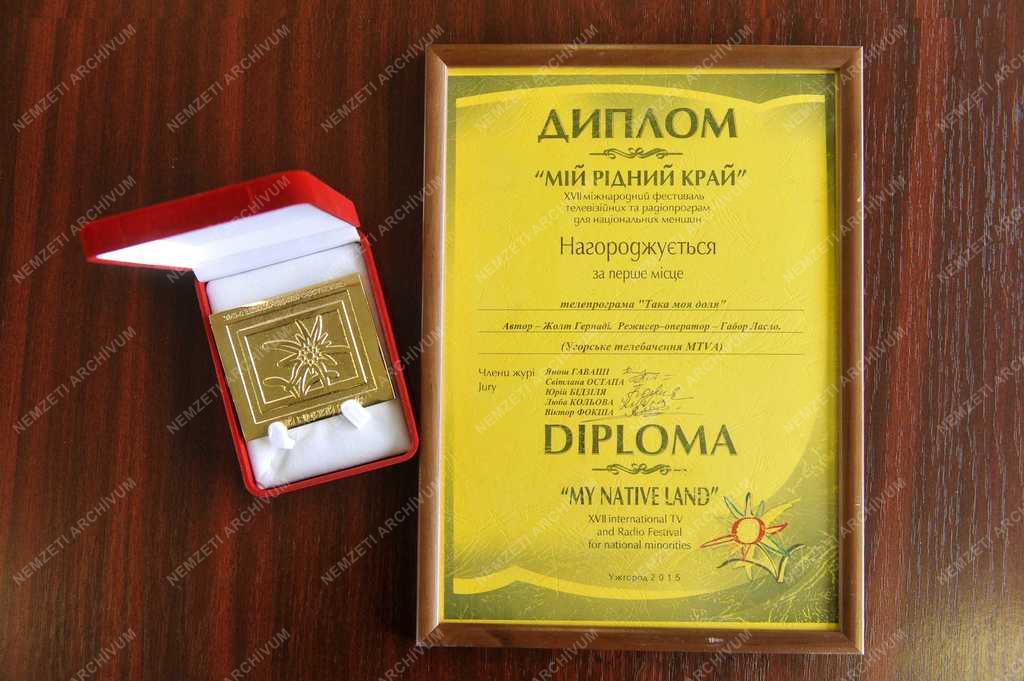 ДИПЛОМ
“МІЙ РІДНИЙ КРАЙ”
XVII міжнародний фестиваль
телевізійних та радіопрограм
для національних меншин
Нагороджується
за перше місце
телепрограма "Така моя доля"
Автор – Жолт Гернаді. Режисер–оператор – Габор Ласло.
(Угорське телебачення MTVA)
Члени журі
Jury
Янош ГАВАШІ
Світлана ОСТАПА
Юрій БІДЗІЛЯ
Люба КОЛЬОВА
Віктор ФОКША
DIPLOMA
“MY NATIVE LAND”
XVII international TV
and Radio Festival
for national minorities
Ужгород 2015
NEMZETI ARCHÍVUM